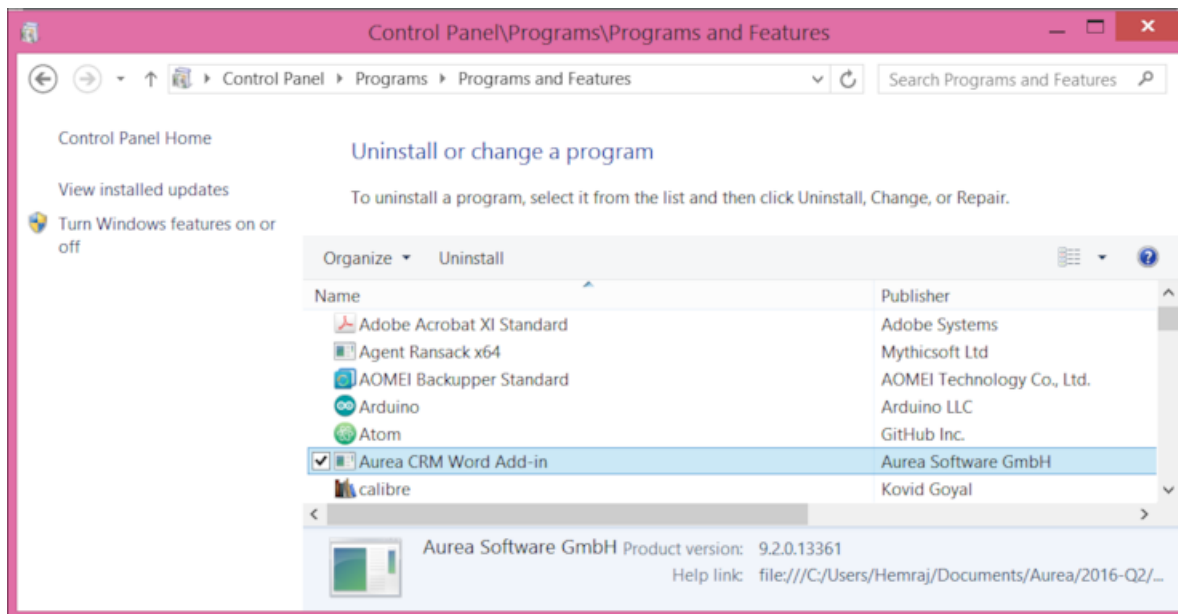 Control Panel\Programs\Programs and Features
Control Panel Programs Programs and Features
Search Programs and Features
Control Panel Home
View installed updates
Turn Windows features on or
off
Uninstall or change a program
To uninstall a program, select it from the list and then click Uninstall, Change, or Repair.
Organize Uninstall
Name Publisher
Adobe Acrobat XI Standard Adobe Systems
Agent Ransack x64 Mythicsoft Ltd
AOMEI Backupper Standard AOMEI Technology Co., Ltd.
Arduino Arduino LLC
Atom GitHub Inc.
Aurea CRM Word Add-in Aurea Software GmbH
calibre Kovid Goyal
Aurea Software GmbH Product version: 9.2.0.13361
Help link: file:///C:/Users/Hemraj/Documents/Aurea/2016-Q2/...